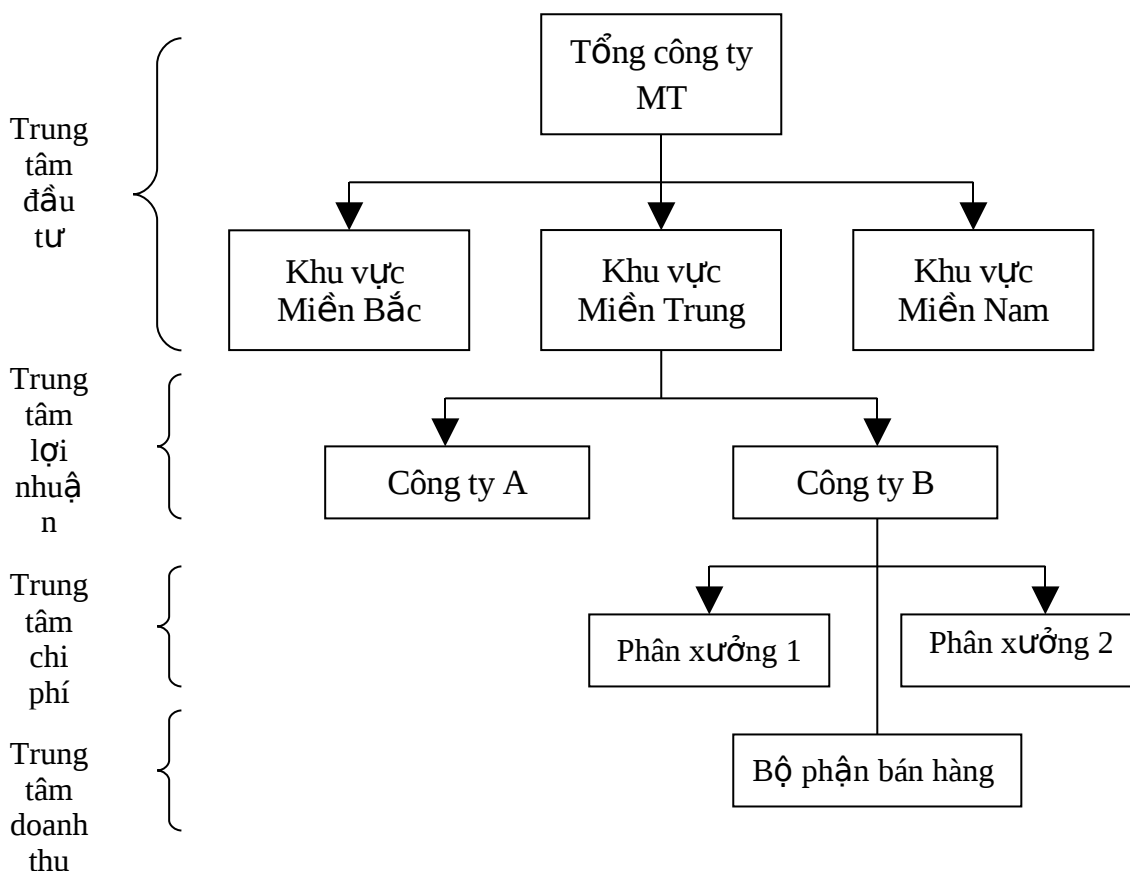 Tổng công ty
MT
Trung
tâm
đầu
tư
Khu vực
Miền Bắc
Khu vực
Miền Trung
Khu vực
Miền Nam
Trung
tâm
lợi
nhuậ
n
Công ty A
Công ty B
Trung
tâm
chi
phí
Phân xưởng 1
Phân xưởng 2
Trung
tâm
doanh
thu
Bộ phận bán hàng